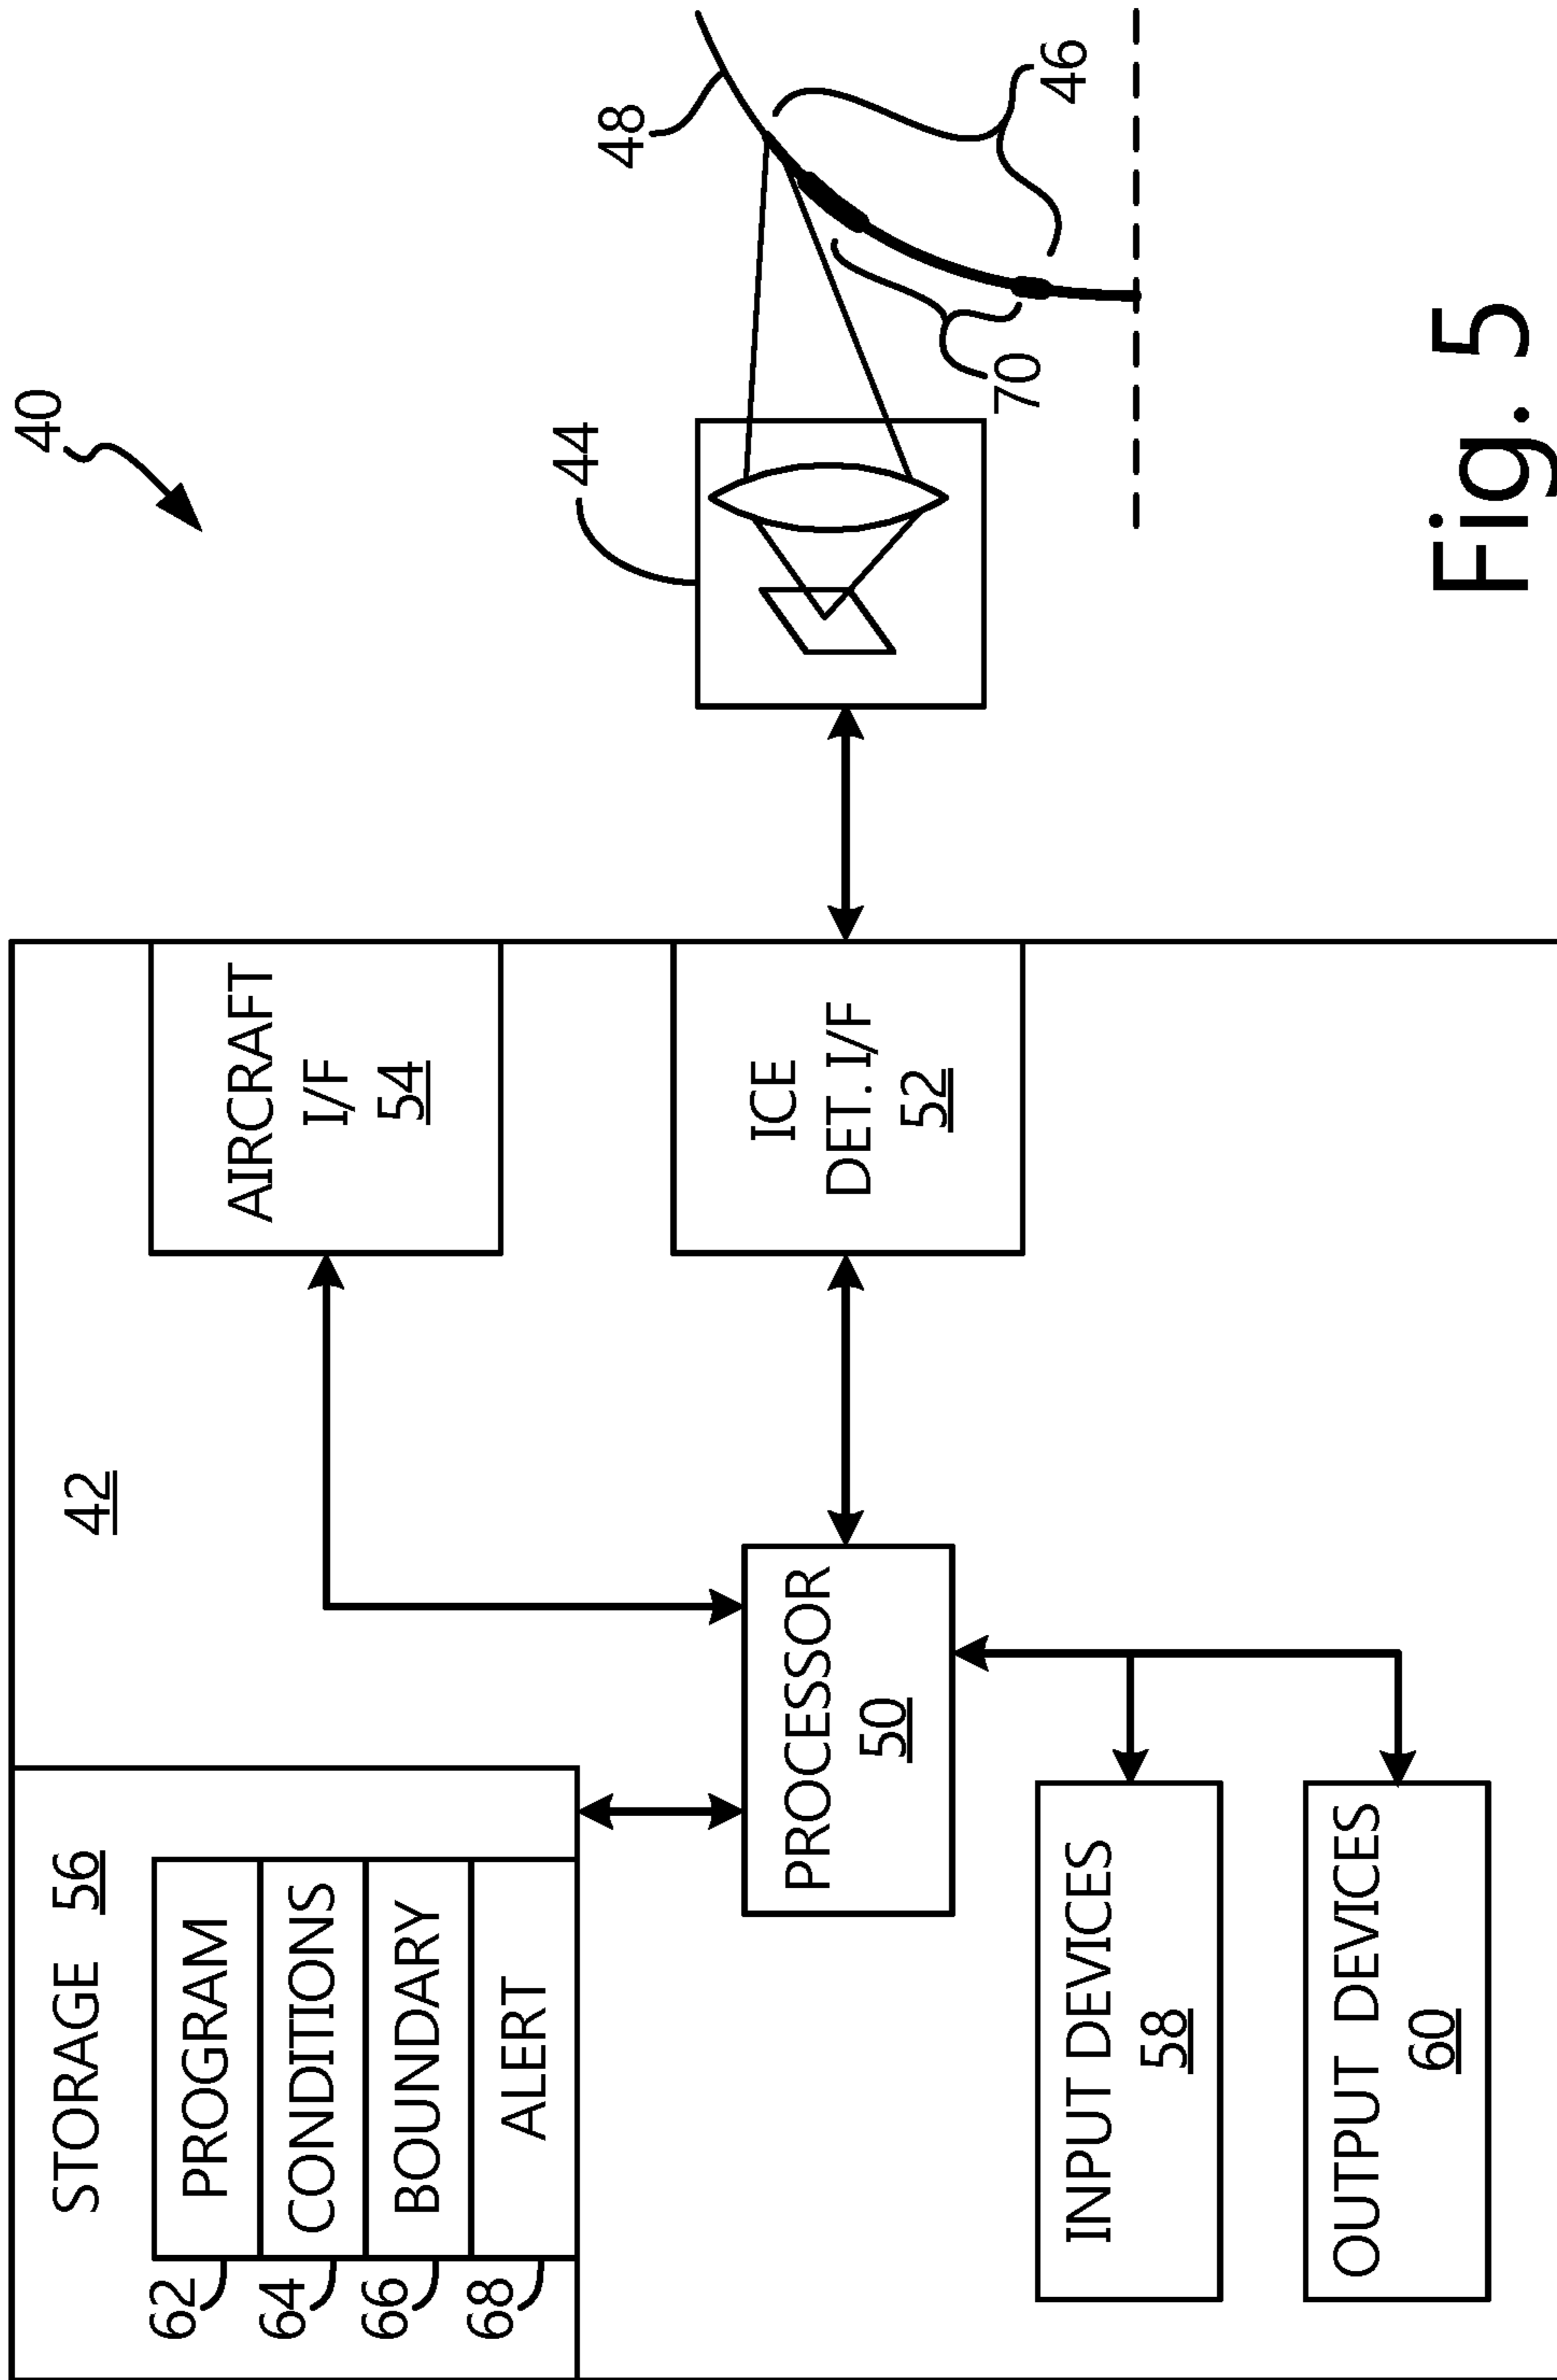 40
42
STORAGE 56
62
PROGRAM
64
CONDITIONS
66
BOUNDARY
68
ALERT
AIRCRAFT
I/F
54
PROCESSOR
50
ICE
DET. I/F
52
44
48
46
70
INPUT DEVICES
58
OUTPUT DEVICES
60
Fig. 5